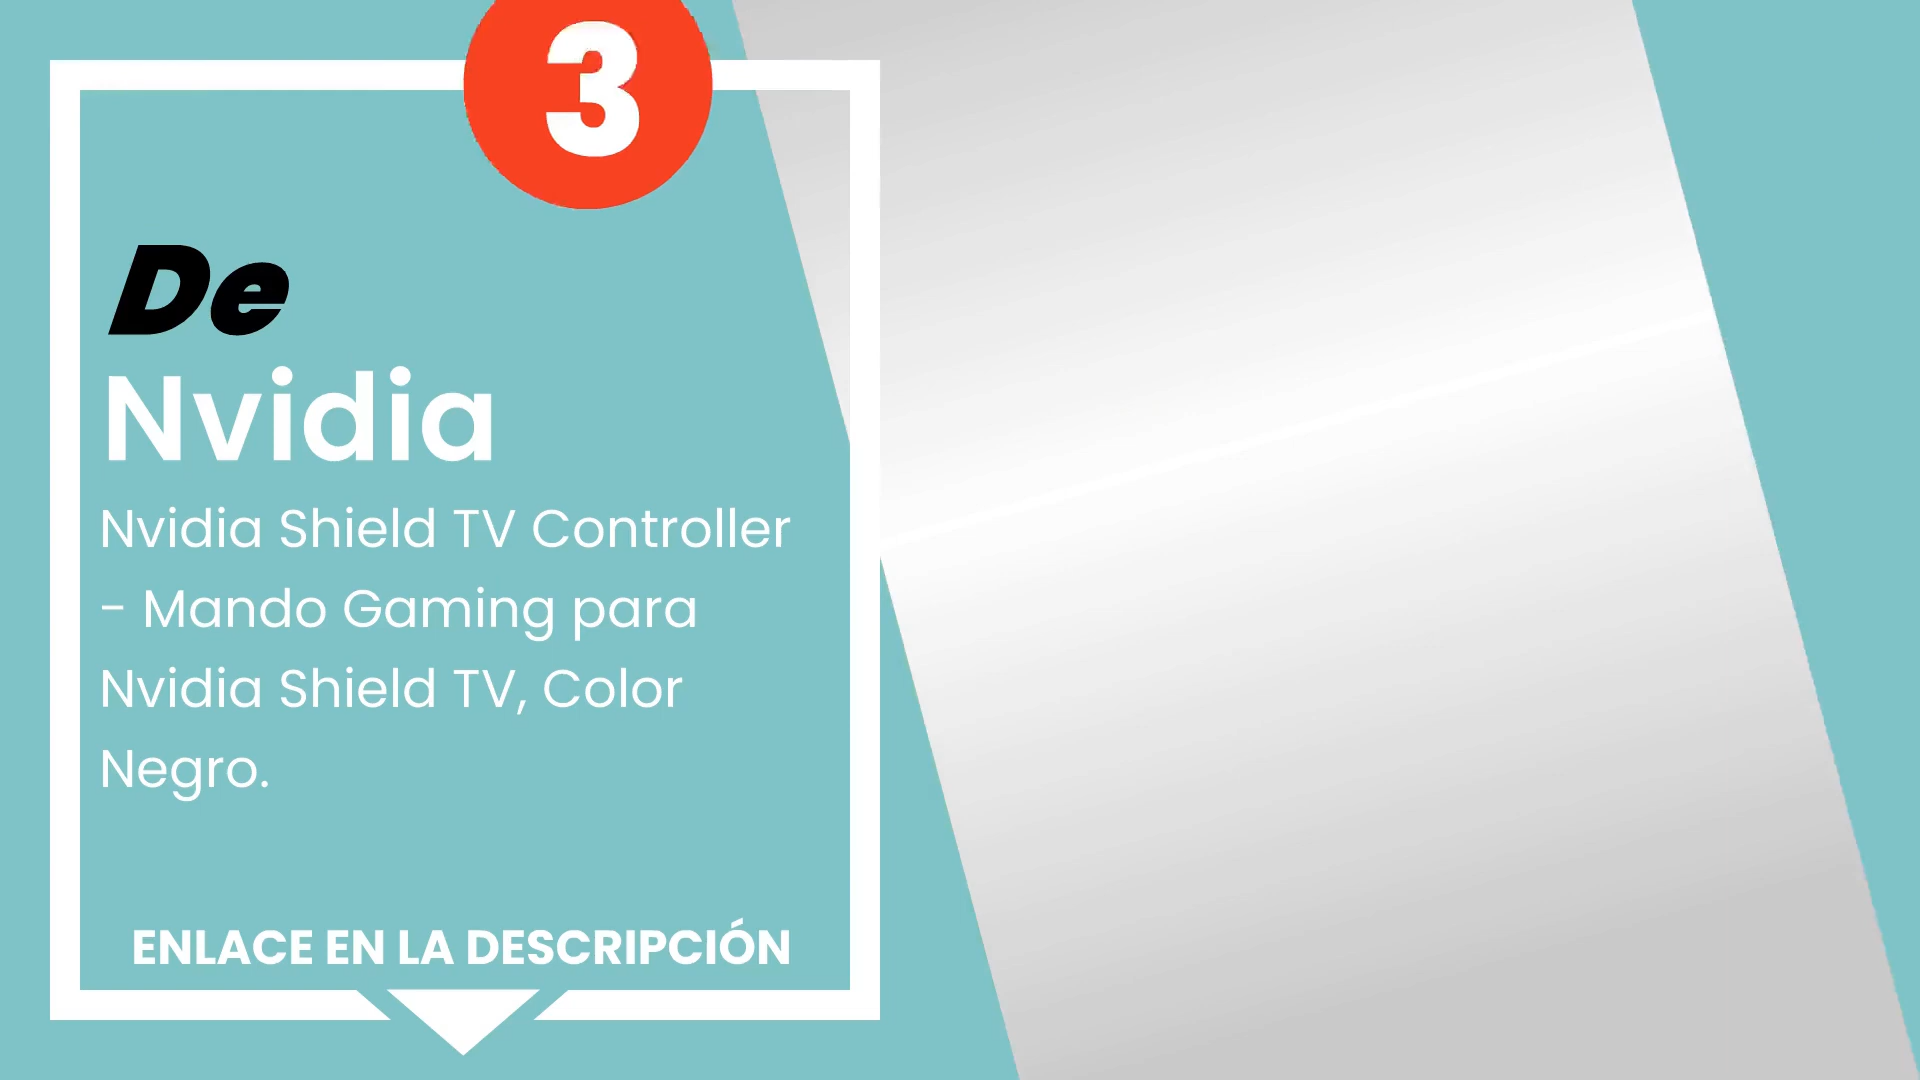 3
De
Nvidia
Nvidia Shield TV Controller
- Mando Gaming para
Nvidia Shield TV, Color
Negro.
ENLACE EN LA DESCRIPCIÓN